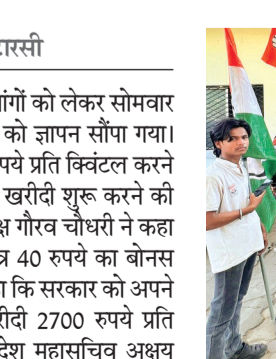 टारसी
मांगों को लेकर सोमवार
को ज्ञापन सौंपा गया।
पये प्रति क्विंटल करने
खरीदी शुरू करने की
क्ष गौरव चौधरी ने कहा
त्र 40 रुपये का बोनस
ा कि सरकार को अपने
रीदी 2700 रुपये प्रति
देश महासचिव अक्षय